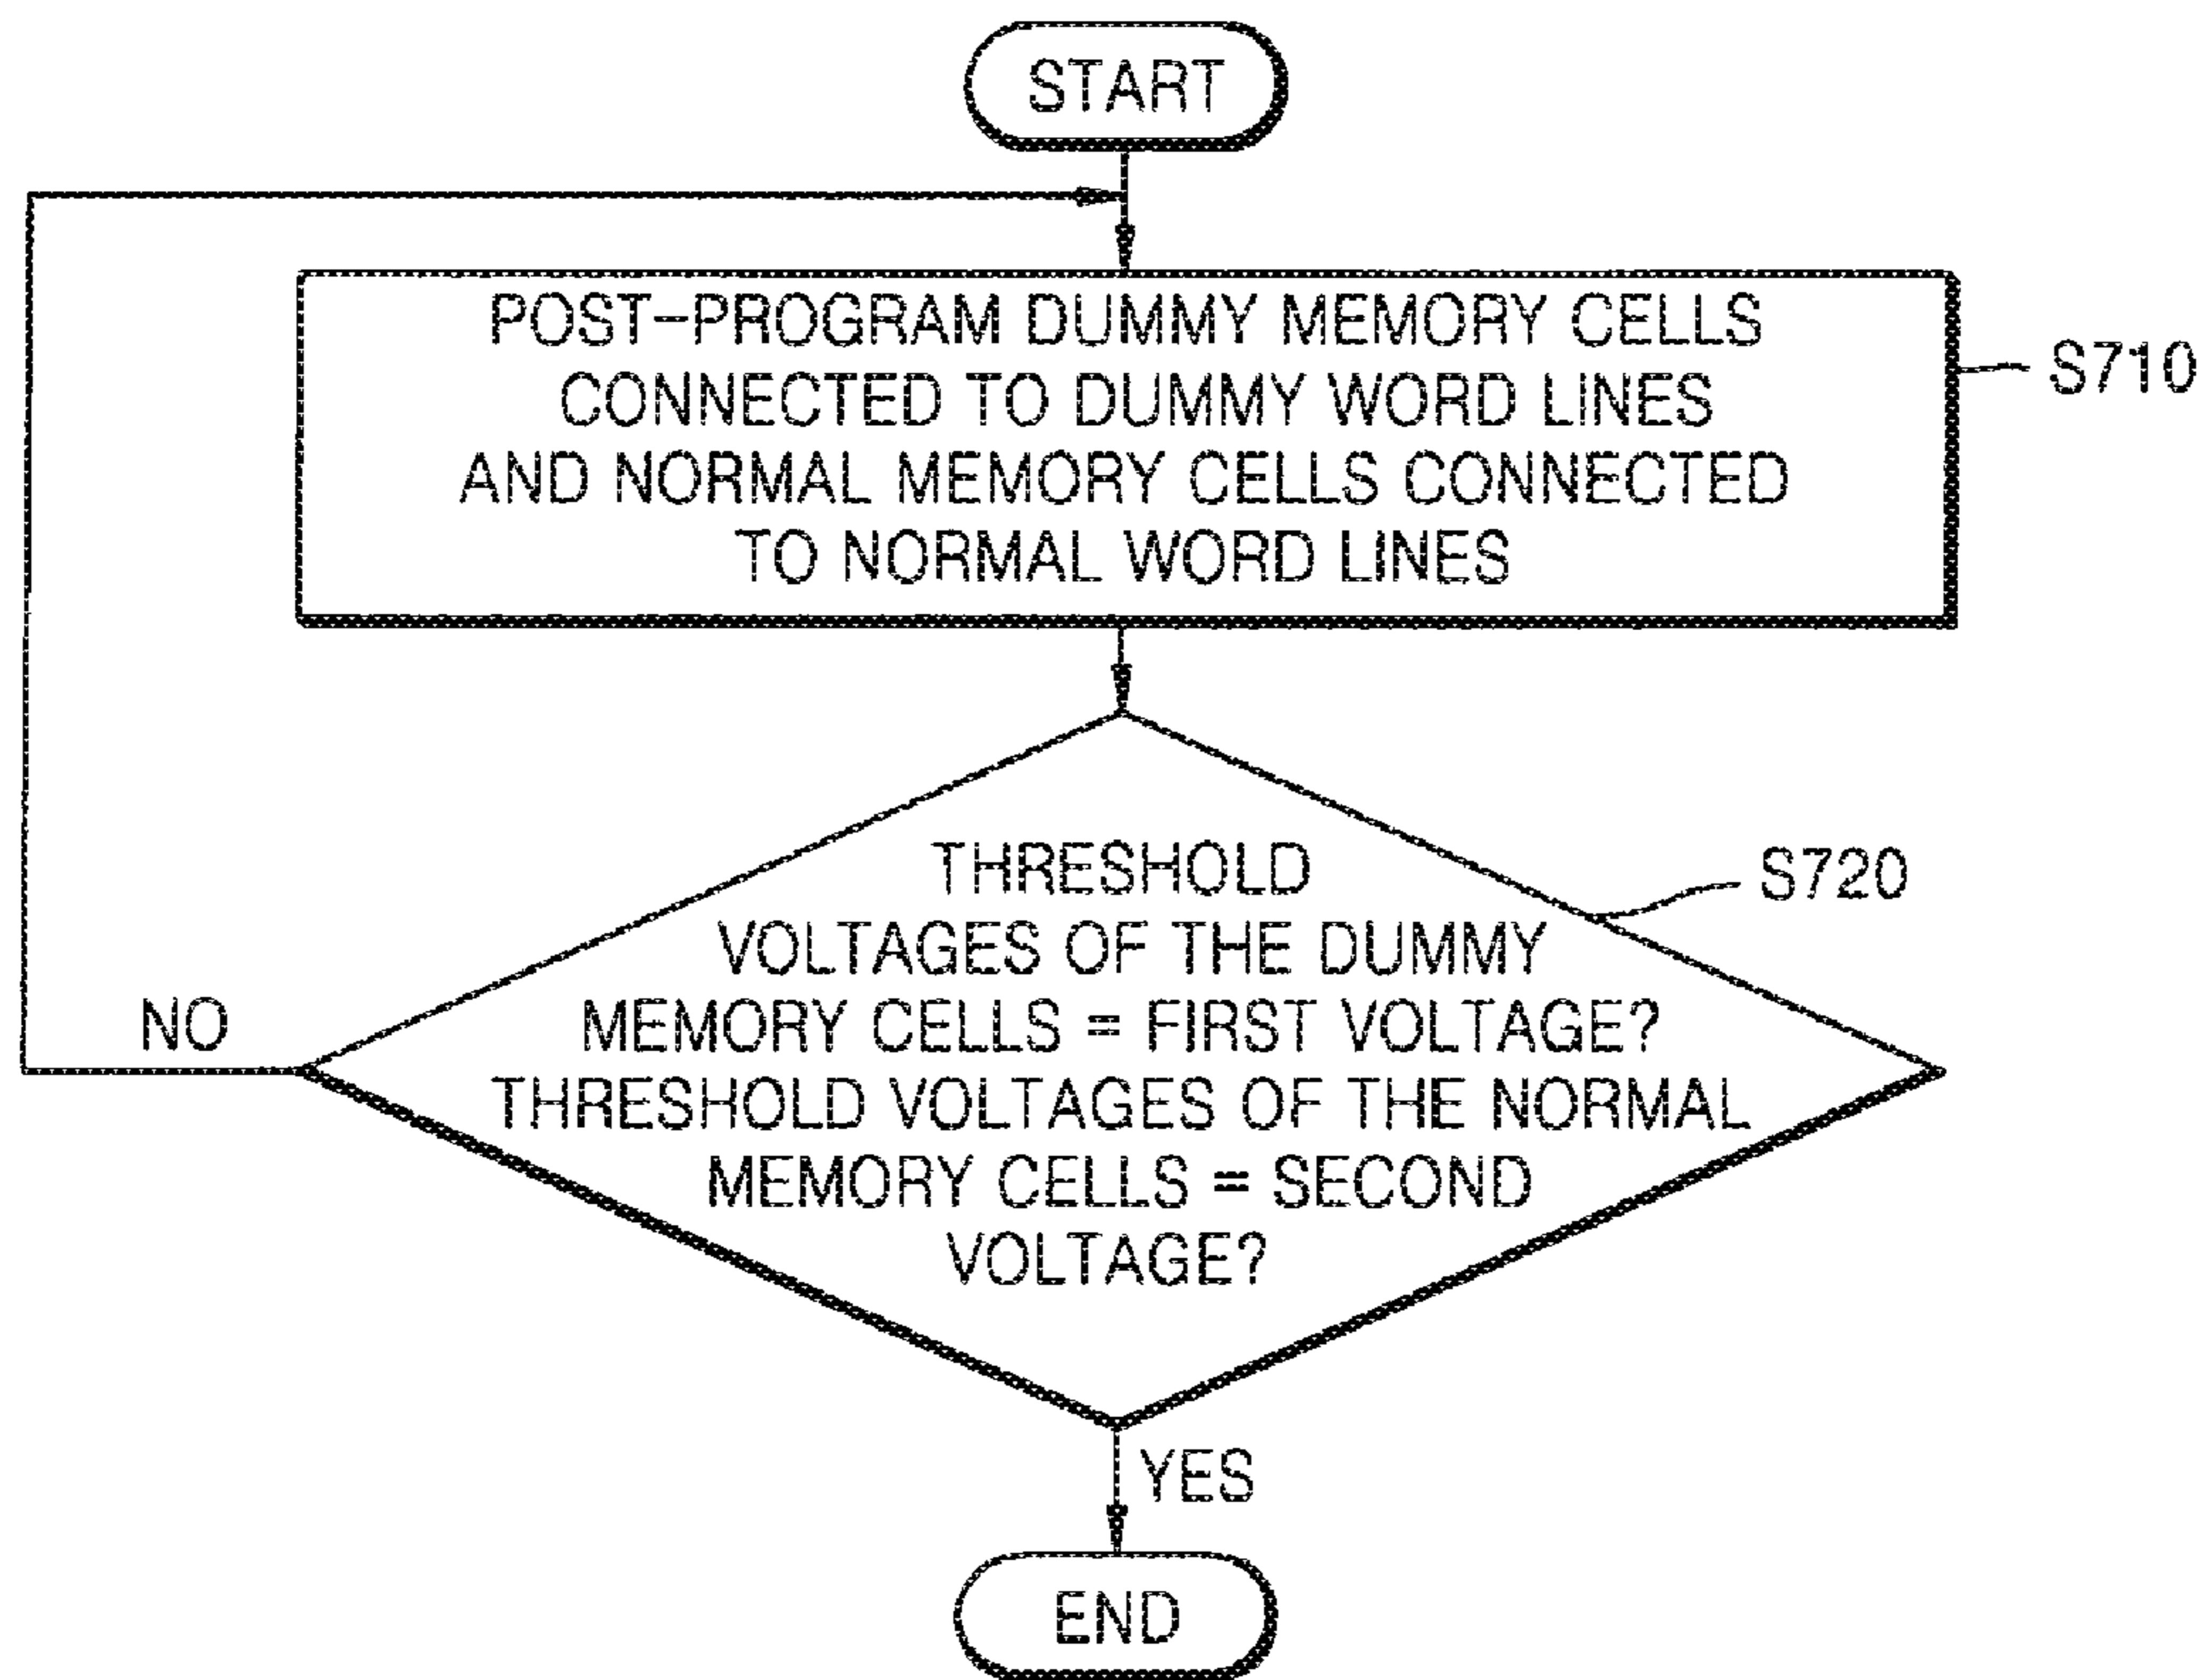 START
POST-PROGRAM DUMMY MEMORY CELLS
CONNECTED TO DUMMY WORD LINES
AND NORMAL MEMORY CELLS CONNECTED
TO NORMAL WORD LINES
S710
THRESHOLD
VOLTAGES OF THE DUMMY
MEMORY CELLS = FIRST VOLTAGE?
THRESHOLD VOLTAGES OF THE NORMAL
MEMORY CELLS = SECOND
VOLTAGE?
S720
NO
YES
END